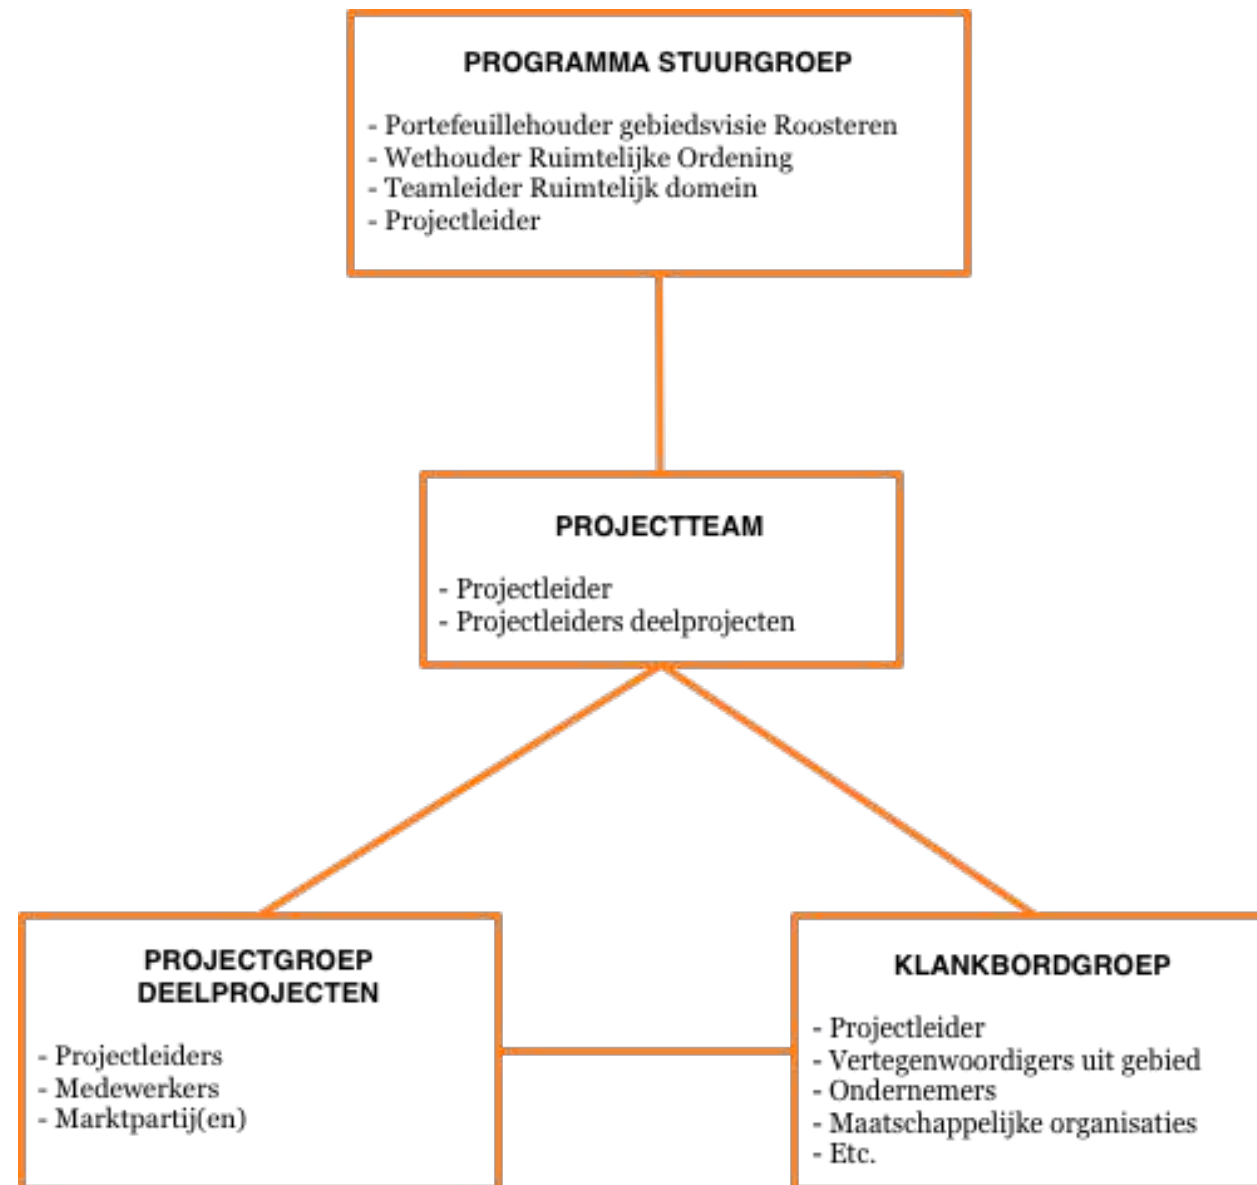 PROGRAMMA STUURGROEP
- Portefeuillehouder gebiedsvisie Roosteren
- Wethouder Ruimtelijke Ordening
- Teamleider Ruimtelijk domein
- Projectleider
PROJECTTEAM
- Projectleider
- Projectleiders deelprojecten
PROJECTGROEP
DEELPROJECTEN
- Projectleiders
- Medewerkers
- Marktpartij(en)
KLANKBORDGROEP
- Projectleider
- Vertegenwoordigers uit gebied
- Ondernemers
- Maatschappelijke organisaties
- Etc.